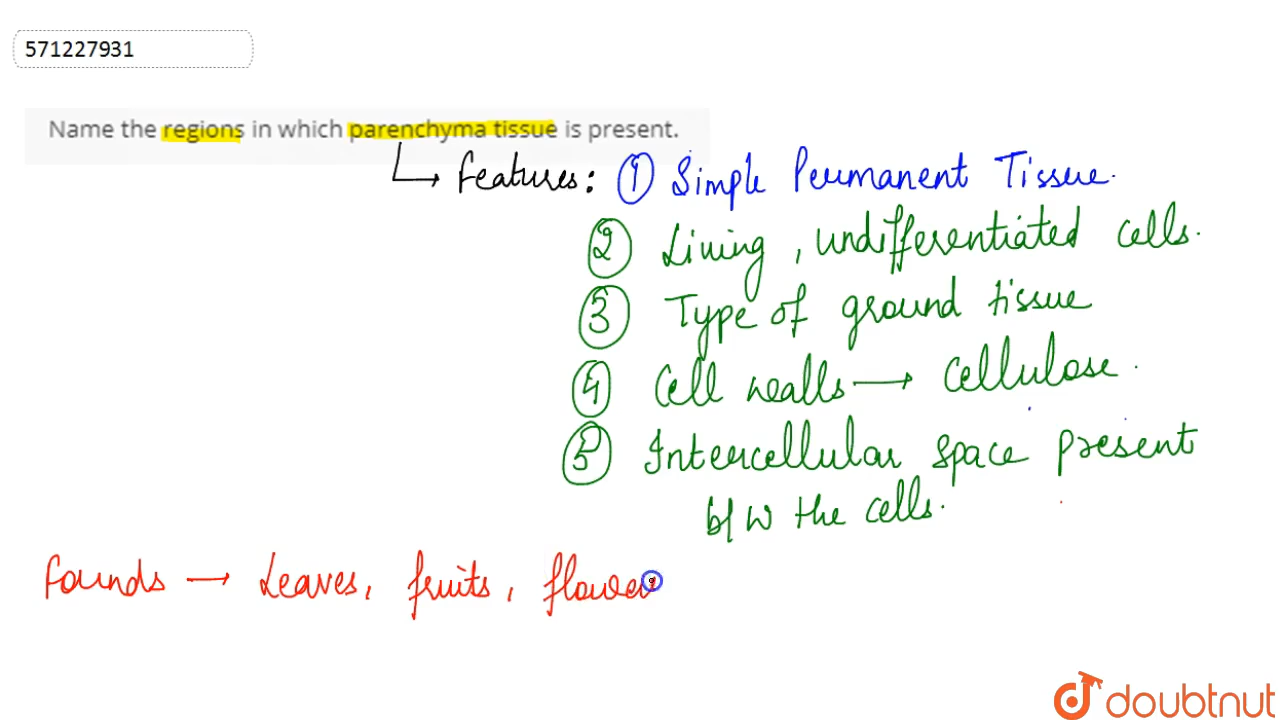 571227931
Name the regions in which parenchyma tissue is present.
features: ① Simple Permanent Tissue.
② Living, undifferentiated cells.
③ Type of ground tissue
④ Cell walls → Cellulose.
⑤ Intercellular space present
b/w the cells.
founds → Leaves, fruits, flower
doubtnut